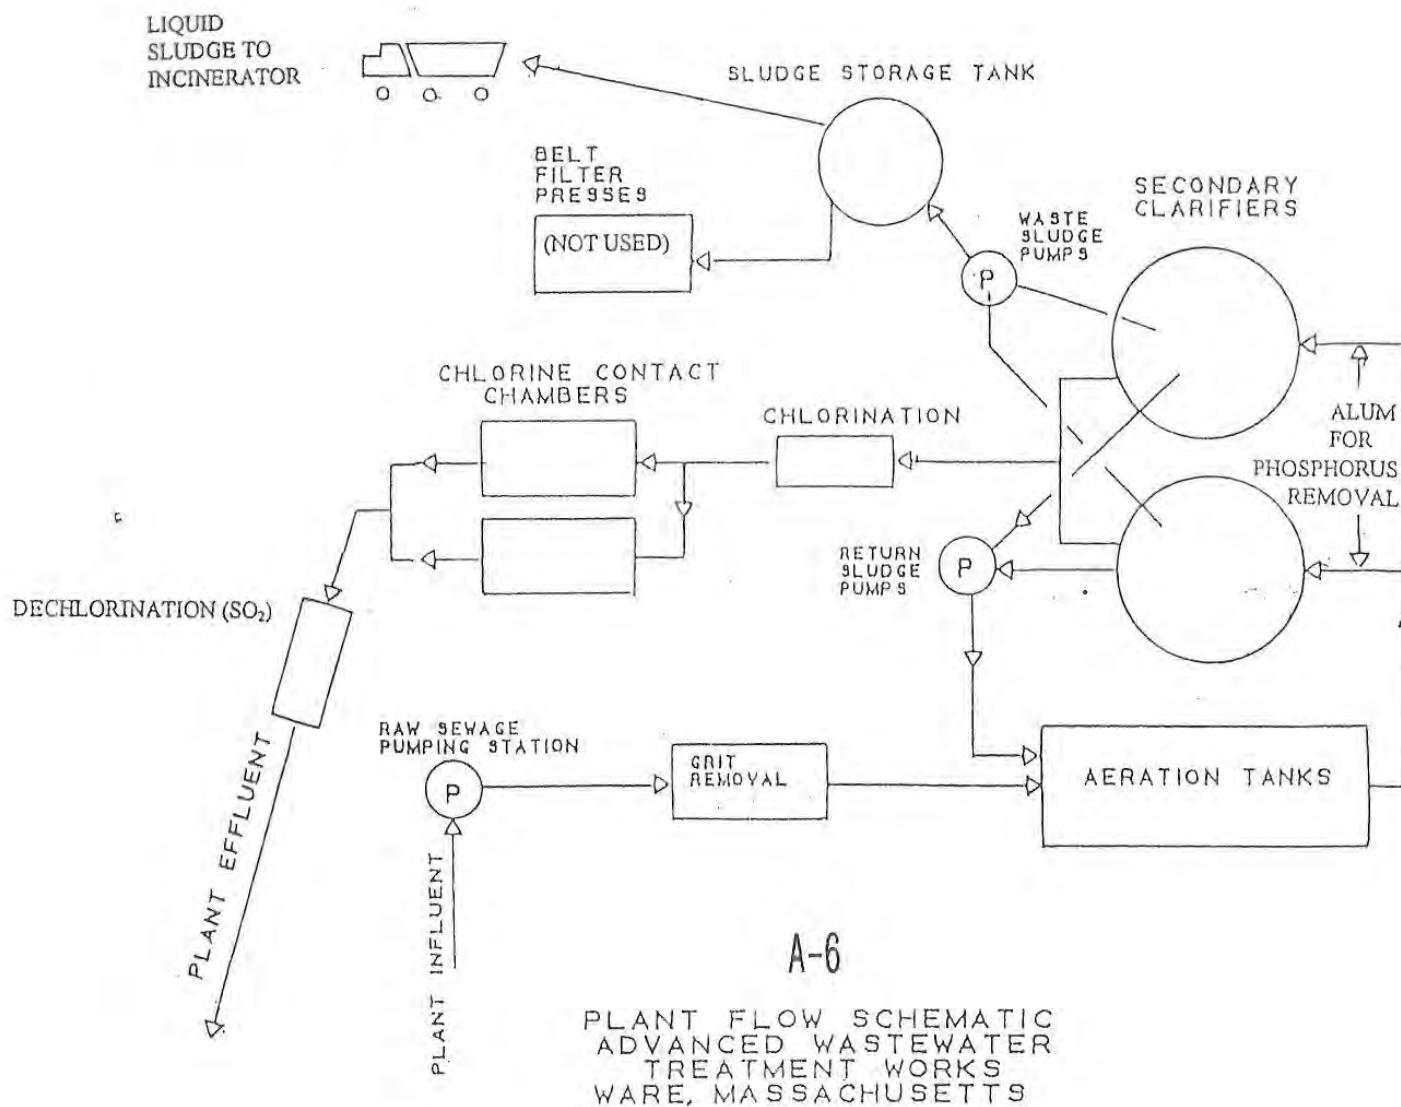 LIQUID
SLUDGE TO
INCINERATOR
SLUDGE STORAGE TANK
BELT
FILTER
PRESSES
(NOT USED)
WASTE
SLUDGE
PUMPS
P
SECONDARY
CLARIFIERS
CHLORINE CONTACT
CHAMBERS
CHLORINATION
ALUM
FOR
PHOSPHORUS
REMOVAL
RETURN
SLUDGE
PUMPS
P
DECHLORINATION (SO₂)
RAW SEWAGE
PUMPING STATION
P
GRIT
REMOVAL
AERATION TANKS
PLANT EFFLUENT
PLANT INFLUENT
A-6
PLANT FLOW SCHEMATIC
ADVANCED WASTEWATER
TREATMENT WORKS
WARE, MASSACHUSETTS